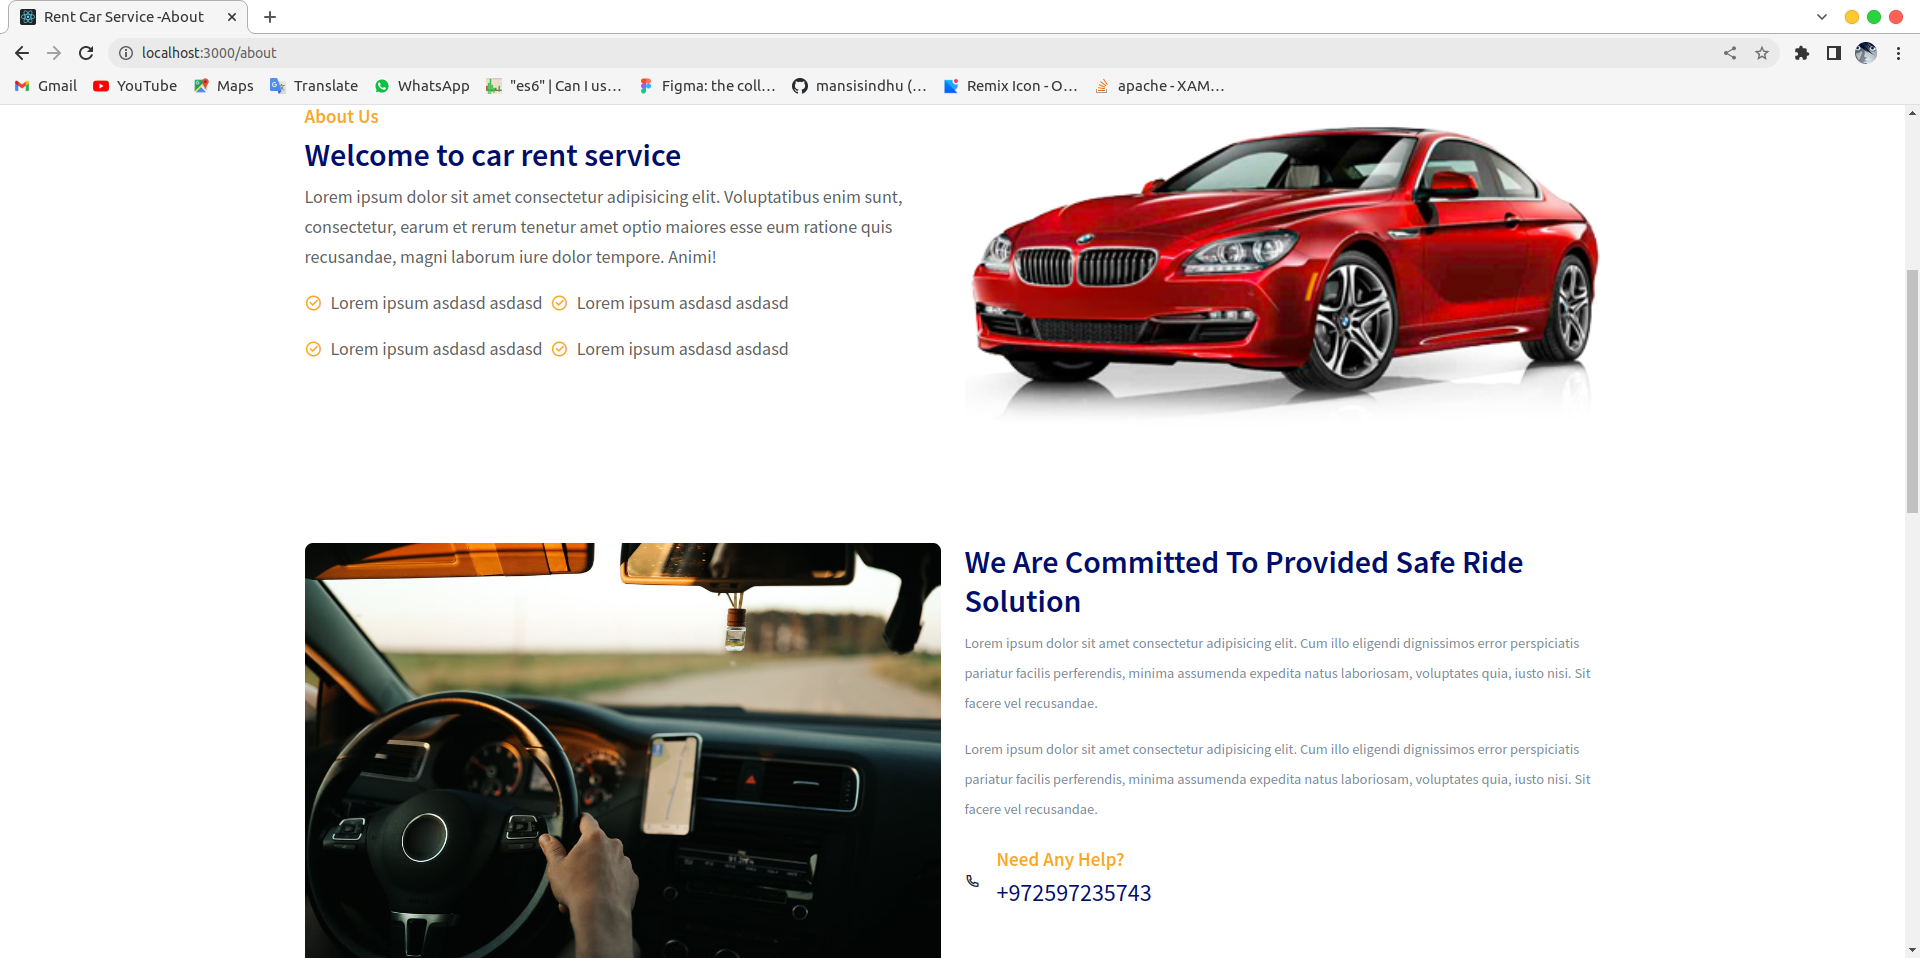 Rent Car Service -About
localhost:3000/about
Gmail
YouTube
Maps
Translate
WhatsApp
"es6" | Can I us...
Figma: the coll...
mansisindhu (...
Remix Icon - O...
apache - XAM...
About Us
Welcome to car rent service
Lorem ipsum dolor sit amet consectetur adipisicing elit. Voluptatibus enim sunt,
consectetur, earum et rerum tenetur amet optio maiores esse eum ratione quis
recusandae, magni laborum iure dolor tempore. Animi!
Lorem ipsum asdasd asdasd
Lorem ipsum asdasd asdasd
Lorem ipsum asdasd asdasd
Lorem ipsum asdasd asdasd
We Are Committed To Provided Safe Ride
Solution
Lorem ipsum dolor sit amet consectetur adipisicing elit. Cum illo eligendi dignissimos error perspiciatis
pariatur facilis perferendis, minima assumenda expedita natus laboriosam, voluptates quia, iusto nisi. Sit
facere vel recusandae.
Lorem ipsum dolor sit amet consectetur adipisicing elit. Cum illo eligendi dignissimos error perspiciatis
pariatur facilis perferendis, minima assumenda expedita natus laboriosam, voluptates quia, iusto nisi. Sit
facere vel recusandae.
Need Any Help?
+972597235743